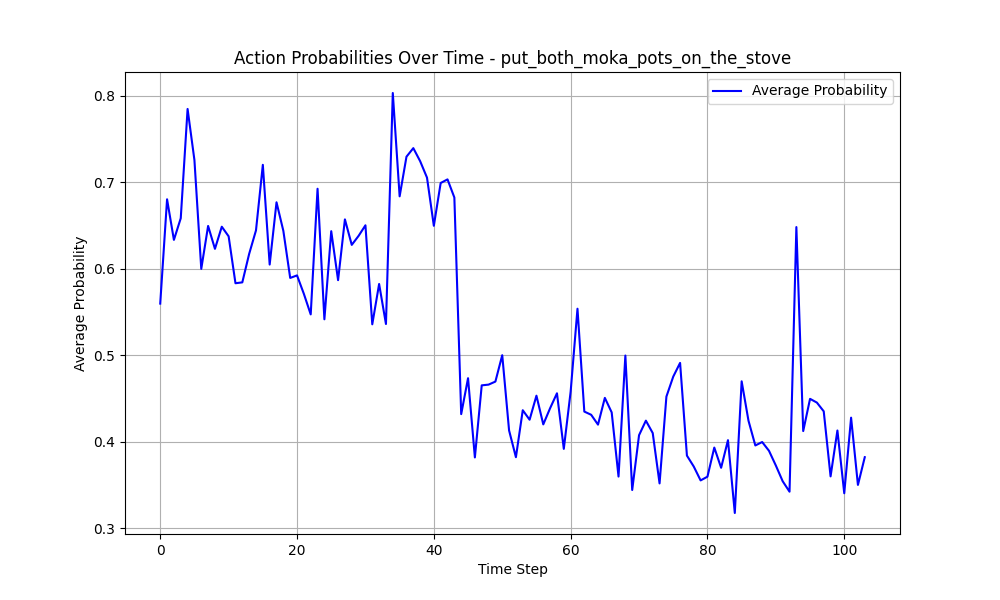 Action Probabilities Over Time - put_both_moka_pots_on_the_stove
Average Probability
0.8
0.7
0.6
0.5
0.4
0.3
Average Probability
0 20 40 60 80 100
Time Step